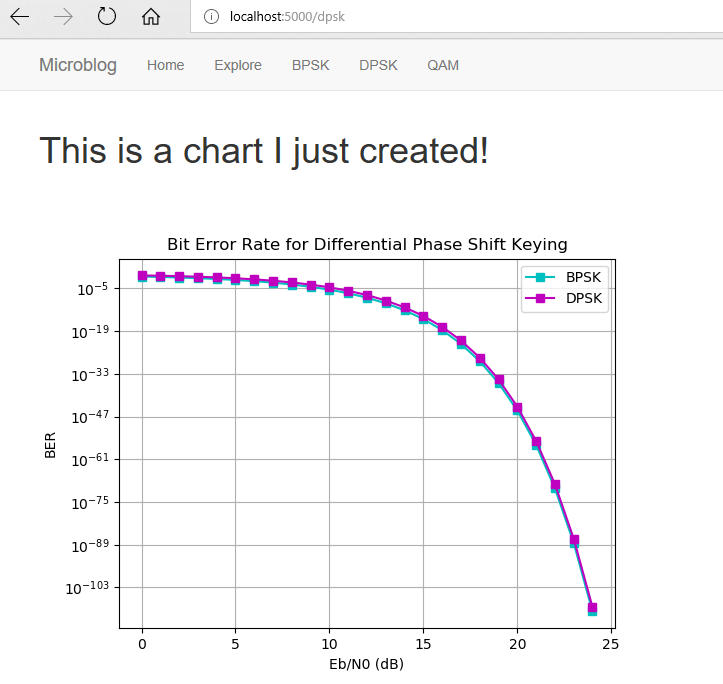 localhost:5000/dpsk
Microblog Home Explore BPSK DPSK QAM
This is a chart I just created!
Bit Error Rate for Differential Phase Shift Keying
BPSK
DPSK
10⁻⁵
10⁻¹⁹
10⁻³³
10⁻⁴⁷
10⁻⁶¹
10⁻⁷⁵
10⁻⁸⁹
10⁻¹⁰³
BER
0 5 10 15 20 25
Eb/N0 (dB)